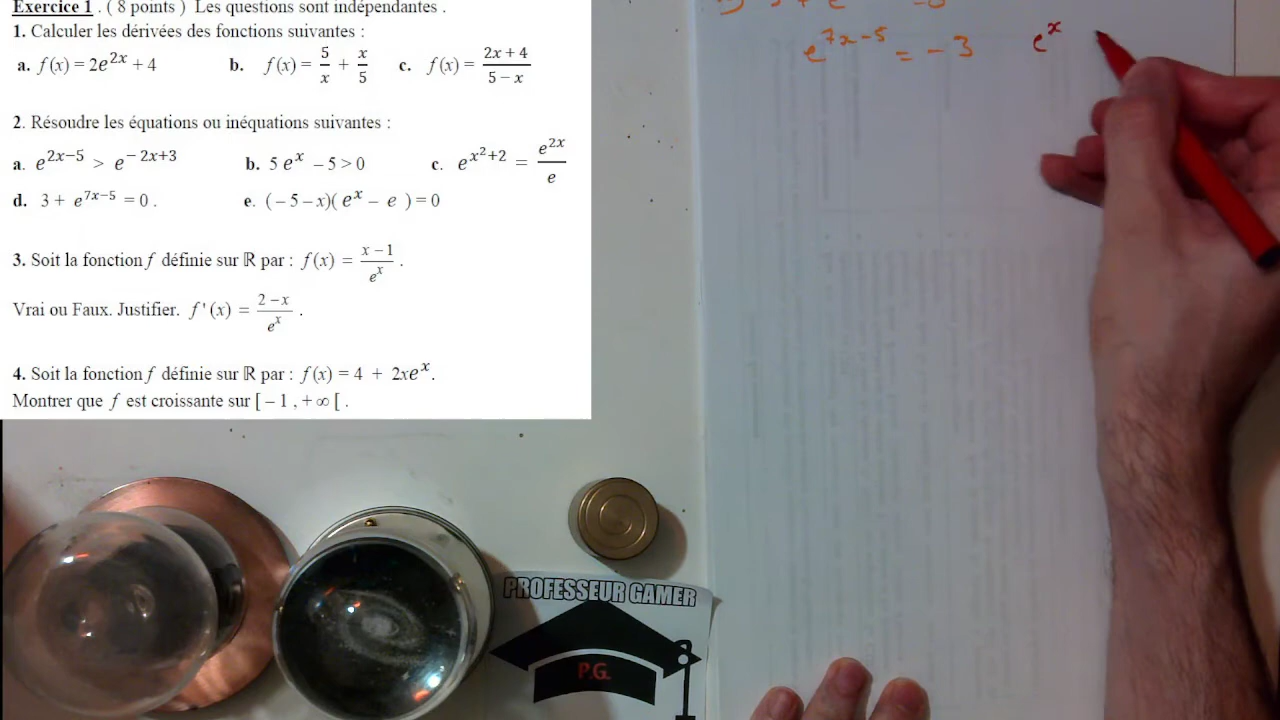 Exercice 1 . ( 8 points ) Les questions sont indépendantes .
1. Calculer les dérivées des fonctions suivantes :
a. f(x) = 2e^{2x} + 4 b. f(x) = 5/x + x/5 c. f(x) = (2x + 4)/(5 – x)
2. Résoudre les équations ou inéquations suivantes :
a. e^{2x–5} > e^{– 2x+3} b. 5 e^x – 5 > 0 c. e^{x²+2} = e^{2x}/e
d. 3 + e^{7x–5} = 0 . e. ( – 5 – x)( e^x – e ) = 0
3. Soit la fonction f définie sur ℝ par : f(x) = (x – 1)/e^x .
Vrai ou Faux. Justifier. f '(x) = (2 – x)/e^x .
4. Soit la fonction f définie sur ℝ par : f(x) = 4 + 2xe^x.
Montrer que f est croissante sur [ – 1 , + ∞ [ .
e^{7x-5} = - 3 e^x
PROFESSEUR GAMER
P.G.